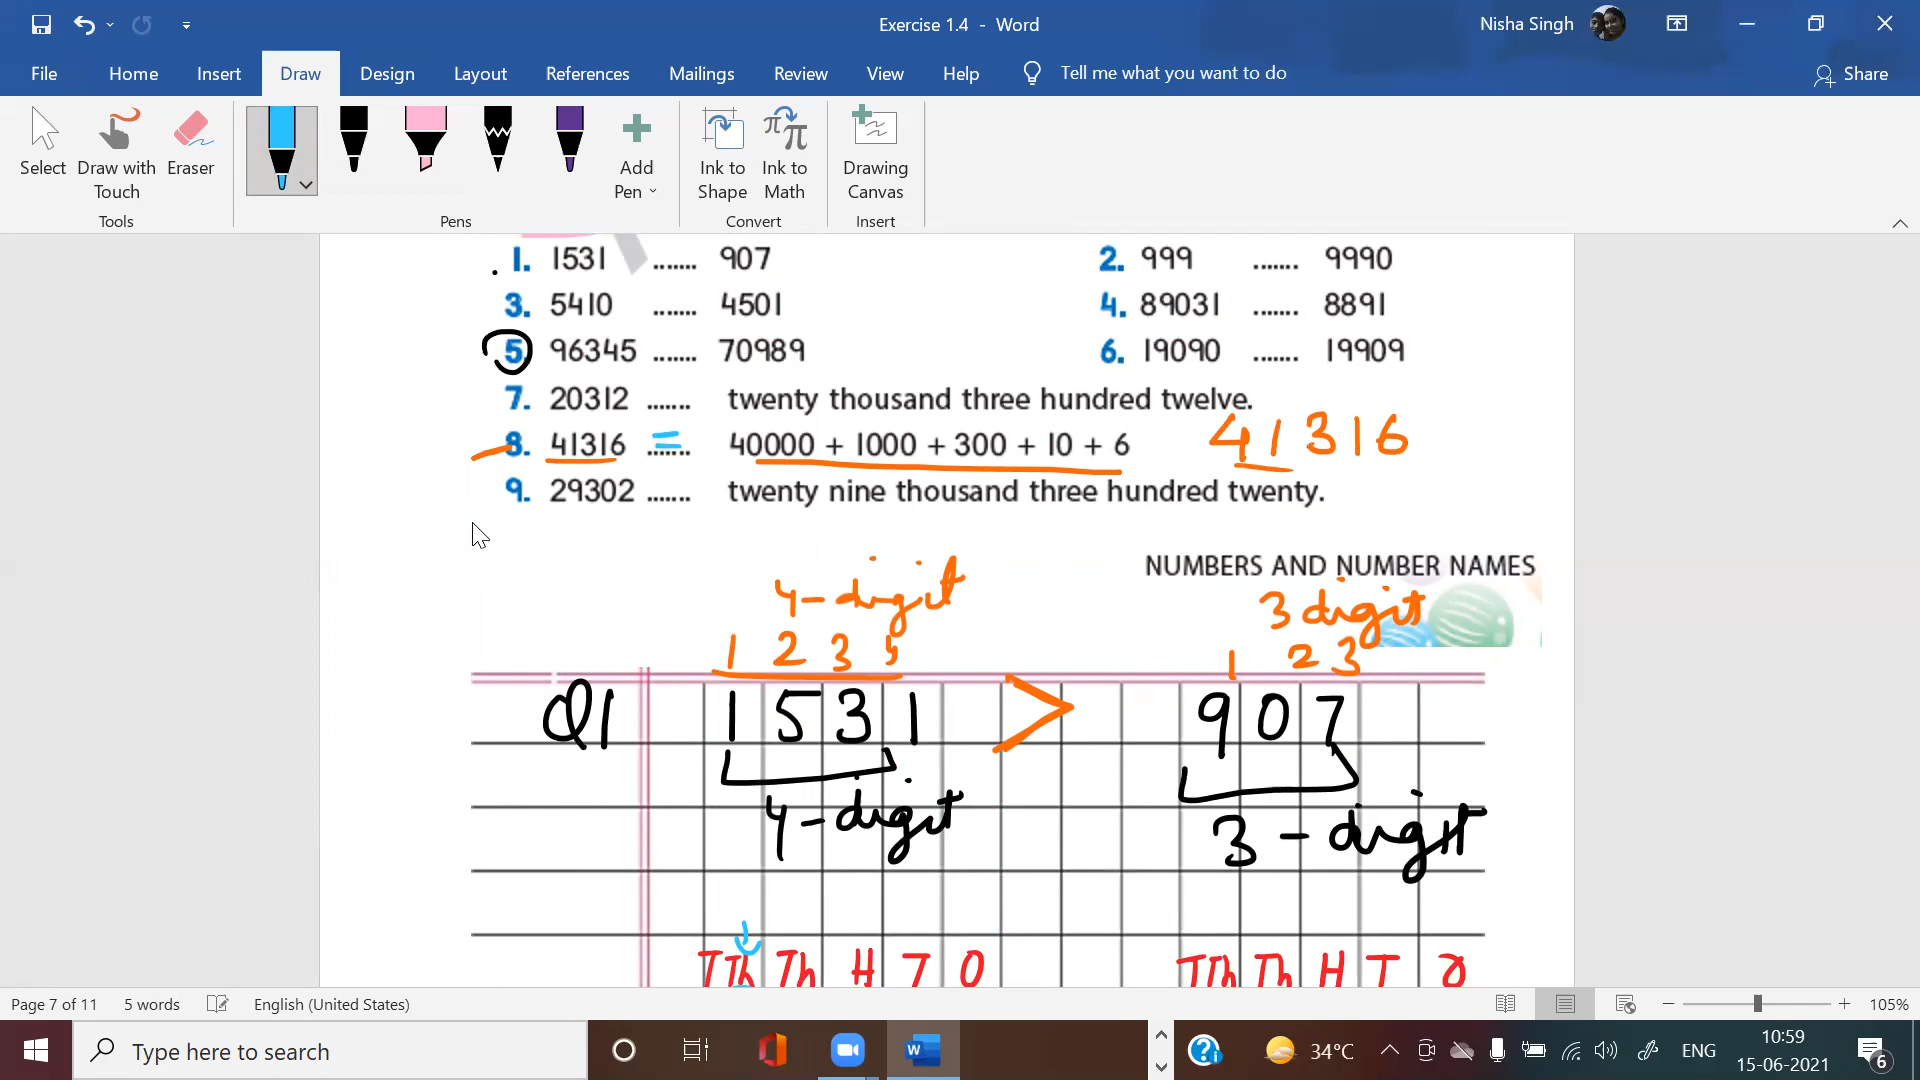 Exercise 1.4 - Word
Nisha Singh
File Home Insert Draw Design Layout References Mailings Review View Help Tell me what you want to do Share
Select Draw with Touch Eraser Add Pen Ink to Shape Ink to Math Drawing Canvas
Tools Pens Convert Insert
1. 1531 ....... 907 2. 999 ....... 9990
3. 5410 ....... 4501 4. 89031 ....... 8891
5. 96345 ....... 70989 6. 19090 ....... 19909
7. 20312 ....... twenty thousand three hundred twelve.
8. 41316 = 40000 + 1000 + 300 + 10 + 6 41316
9. 29302 ....... twenty nine thousand three hundred twenty.
NUMBERS AND NUMBER NAMES
4-digit 3 digit
1 2 3 1 2 3
Q1 1531 > 907
4-digit 3-digit
TTh Th H T O TTh Th H T O
Page 7 of 11 5 words English (United States) 105%
Type here to search 34°C ENG 10:59
15-06-2021 6